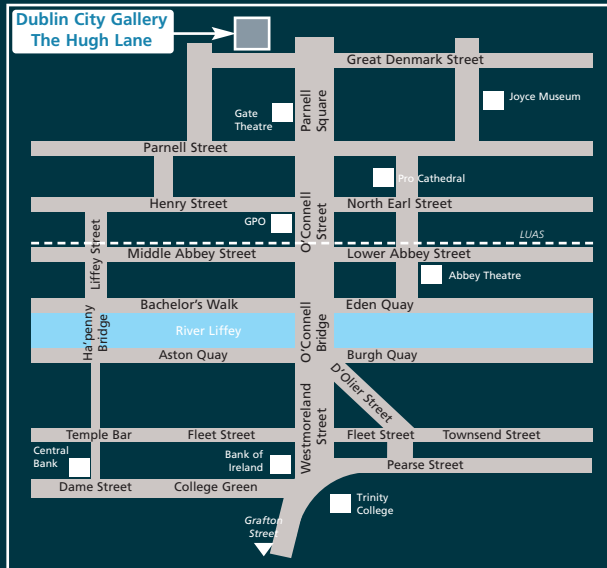 Dublin City Gallery
The Hugh Lane
Great Denmark Street
Joyce Museum
Gate
Theatre
Parnell
Square
Parnell Street
Pro Cathedral
Henry Street
North Earl Street
GPO
O'Connell
Street
LUAS
Liffey Street
Middle Abbey Street
Lower Abbey Street
Abbey Theatre
Bachelor's Walk
Eden Quay
Ha'penny
Bridge
River Liffey
O'Connell
Bridge
Aston Quay
Burgh Quay
D'Olier Street
Westmoreland
Street
Temple Bar
Fleet Street
Fleet Street
Townsend Street
Central
Bank
Bank of
Ireland
Pearse Street
Dame Street
College Green
Trinity
College
Grafton
Street